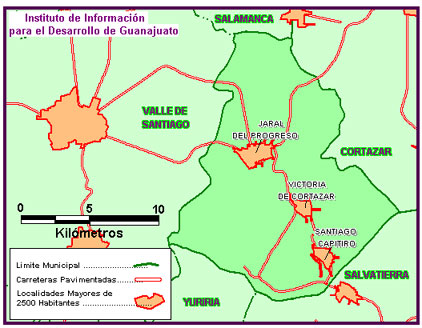 Instituto de Información
para el Desarrollo de Guanajuato
SALAMANCA
VALLE DE
SANTIAGO
JARAL
DEL PROGRESO
CORTAZAR
VICTORIA
DE CORTAZAR
SANTIAGO
CAPITIRO
SALVATIERRA
YURIRIA
0 5 10
Kilómetros
Limite Municipal
Carreteras Pavimentadas
Localidades Mayores de
2500 Habitantes